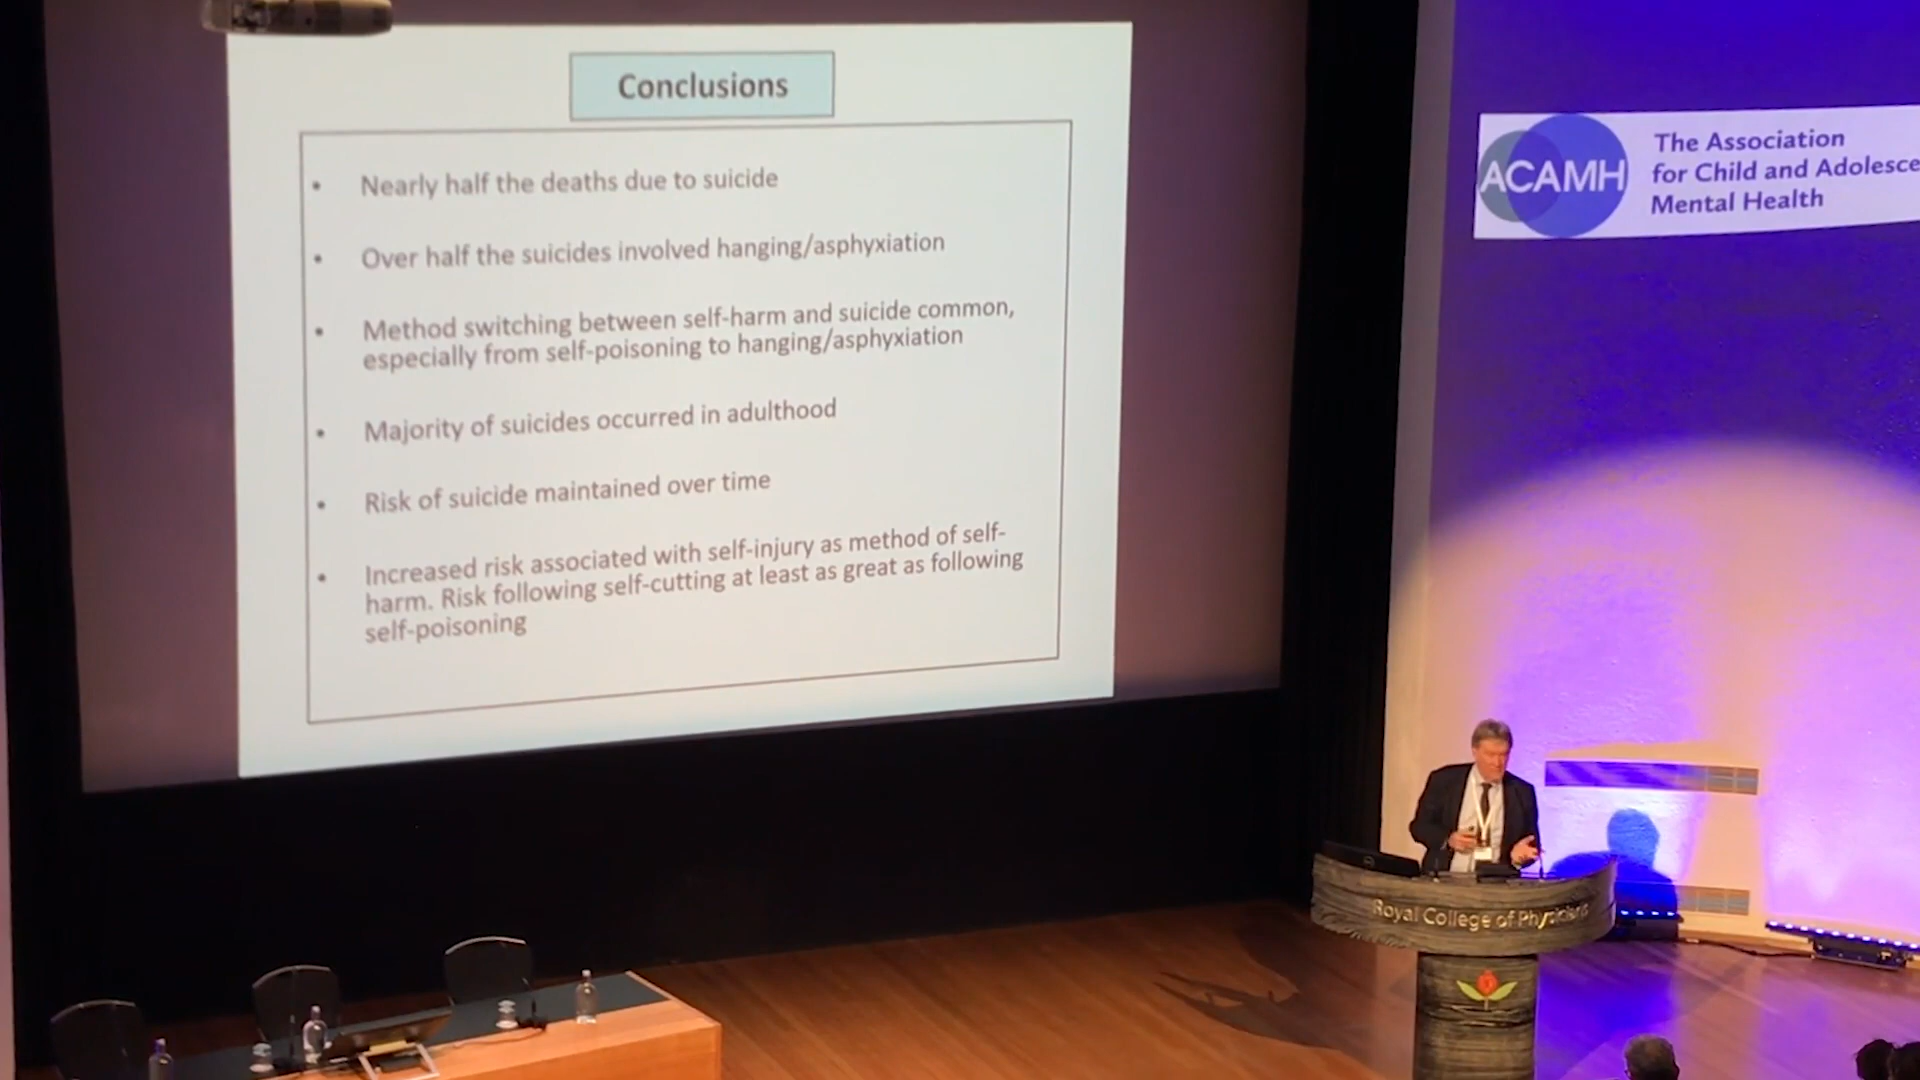 Conclusions
• Nearly half the deaths due to suicide
• Over half the suicides involved hanging/asphyxiation
• Method switching between self-harm and suicide common,
especially from self-poisoning to hanging/asphyxiation
• Majority of suicides occurred in adulthood
• Risk of suicide maintained over time
• Increased risk associated with self-injury as method of self-
harm. Risk following self-cutting at least as great as following
self-poisoning
ACAMH
The Association
for Child and Adolesce
Mental Health
Royal College of Physicians